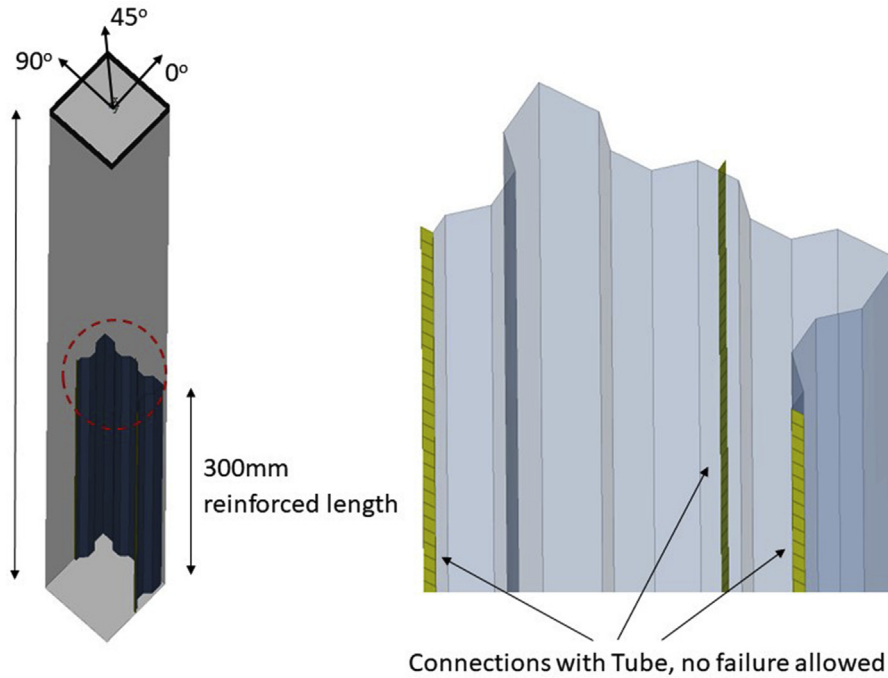 45°
90°
0°
300mm
reinforced length
Connections with Tube, no failure allowed